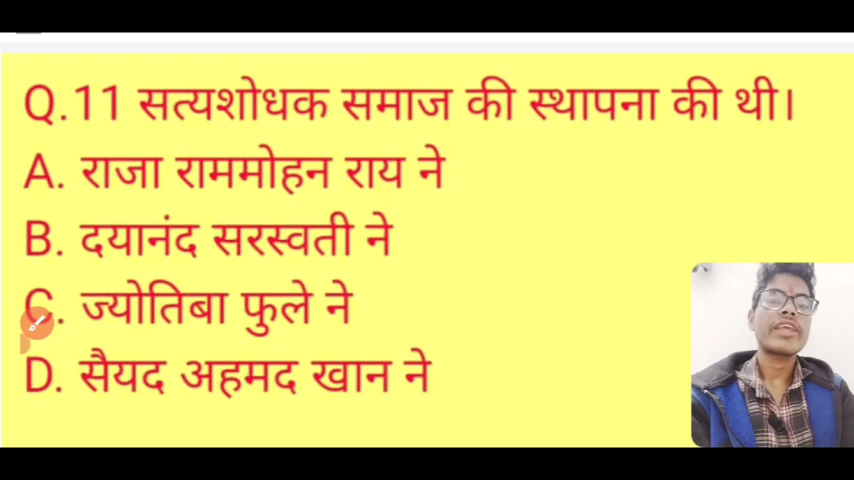 Q.11 सत्यशोधक समाज की स्थापना की थी।
A. राजा राममोहन राय ने
B. दयानंद सरस्वती ने
C. ज्योतिबा फुले ने
D. सैयद अहमद खान ने